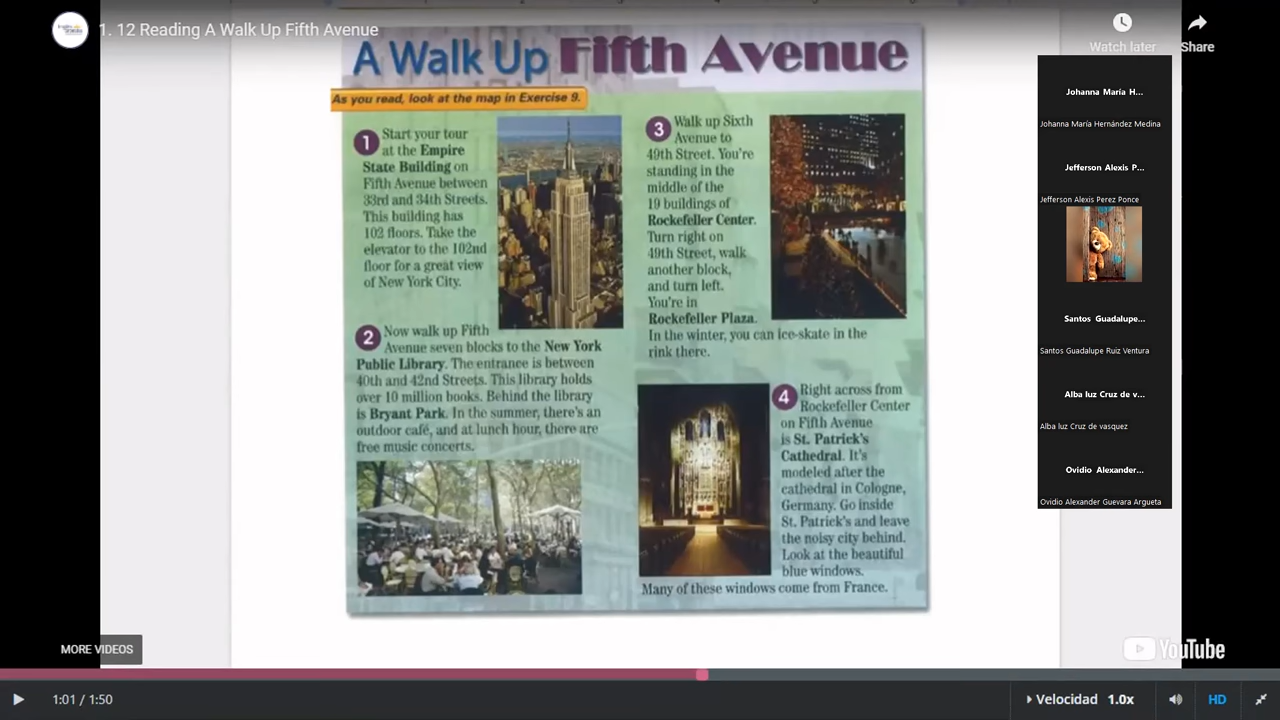 1. 12 Reading A Walk Up Fifth Avenue
Watch later
Share
A Walk Up Fifth Avenue
As you read, look at the map in Exercise 9.
1 Start your tour
at the Empire
State Building on
Fifth Avenue between
33rd and 34th Streets.
This building has
102 floors. Take the
elevator to the 102nd
floor for a great view
of New York City.
2 Now walk up Fifth
Avenue seven blocks to the New York
Public Library. The entrance is between
40th and 42nd Streets. This library holds
over 10 million books. Behind the library
is Bryant Park. In the summer, there's an
outdoor café, and at lunch hour, there are
free music concerts.
3 Walk up Sixth
Avenue to
49th Street. You're
standing in the
middle of the
19 buildings of
Rockefeller Center.
Turn right on
49th Street, walk
another block,
and turn left.
You're in
Rockefeller Plaza.
In the winter, you can ice-skate in the
rink there.
4 Right across from
Rockefeller Center
on Fifth Avenue
is St. Patrick's
Cathedral. It's
modeled after the
cathedral in Cologne,
Germany. Go inside
St. Patrick's and leave
the noisy city behind.
Look at the beautiful
blue windows.
Many of these windows come from France.
Johanna María H...
Johanna María Hernández Medina
Jefferson Alexis P...
Jefferson Alexis Perez Ponce
Santos Guadalupe...
Santos Guadalupe Ruiz Ventura
Alba luz Cruz de v...
Alba luz Cruz de vasquez
Ovidio Alexander...
Ovidio Alexander Guevara Argueta
MORE VIDEOS
YouTube
1:01 / 1:50
Velocidad 1.0x
HD